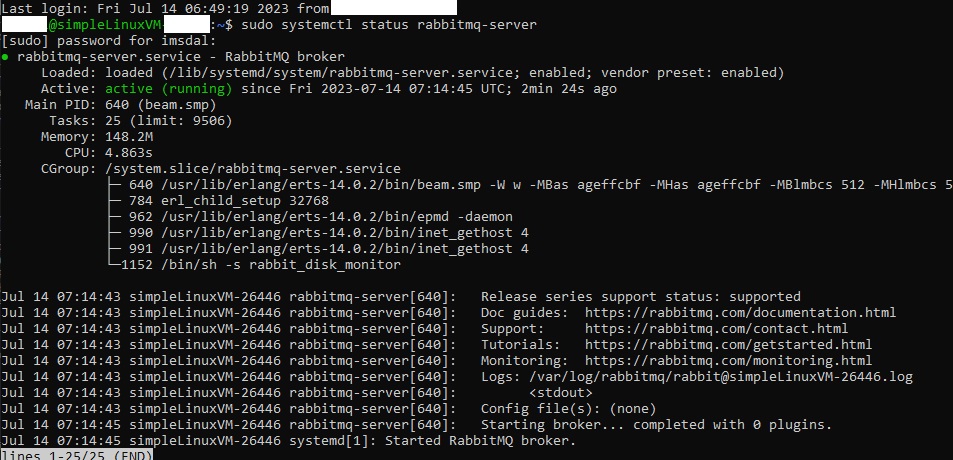 Last login: Fri Jul 14 06:49:19 2023 from
@simpleLinuxVM- :~$ sudo systemctl status rabbitmq-server
[sudo] password for imsdal:
● rabbitmq-server.service - RabbitMQ broker
Loaded: loaded (/lib/systemd/system/rabbitmq-server.service; enabled; vendor preset: enabled)
Active: active (running) since Fri 2023-07-14 07:14:45 UTC; 2min 24s ago
Main PID: 640 (beam.smp)
Tasks: 25 (limit: 9506)
Memory: 148.2M
CPU: 4.863s
CGroup: /system.slice/rabbitmq-server.service
├─ 640 /usr/lib/erlang/erts-14.0.2/bin/beam.smp -W w -MBas ageffcbf -MHas ageffcbf -MBlmbcs 512 -MHlmbcs 5
├─ 784 erl_child_setup 32768
├─ 962 /usr/lib/erlang/erts-14.0.2/bin/epmd -daemon
├─ 990 /usr/lib/erlang/erts-14.0.2/bin/inet_gethost 4
├─ 991 /usr/lib/erlang/erts-14.0.2/bin/inet_gethost 4
└─1152 /bin/sh -s rabbit_disk_monitor
Jul 14 07:14:43 simpleLinuxVM-26446 rabbitmq-server[640]: Release series support status: supported
Jul 14 07:14:43 simpleLinuxVM-26446 rabbitmq-server[640]: Doc guides: https://rabbitmq.com/documentation.html
Jul 14 07:14:43 simpleLinuxVM-26446 rabbitmq-server[640]: Support: https://rabbitmq.com/contact.html
Jul 14 07:14:43 simpleLinuxVM-26446 rabbitmq-server[640]: Tutorials: https://rabbitmq.com/getstarted.html
Jul 14 07:14:43 simpleLinuxVM-26446 rabbitmq-server[640]: Monitoring: https://rabbitmq.com/monitoring.html
Jul 14 07:14:43 simpleLinuxVM-26446 rabbitmq-server[640]: Logs: /var/log/rabbitmq/rabbit@simpleLinuxVM-26446.log
Jul 14 07:14:43 simpleLinuxVM-26446 rabbitmq-server[640]: <stdout>
Jul 14 07:14:43 simpleLinuxVM-26446 rabbitmq-server[640]: Config file(s): (none)
Jul 14 07:14:45 simpleLinuxVM-26446 rabbitmq-server[640]: Starting broker... completed with 0 plugins.
Jul 14 07:14:45 simpleLinuxVM-26446 systemd[1]: Started RabbitMQ broker.
lines 1-25/25 (END)